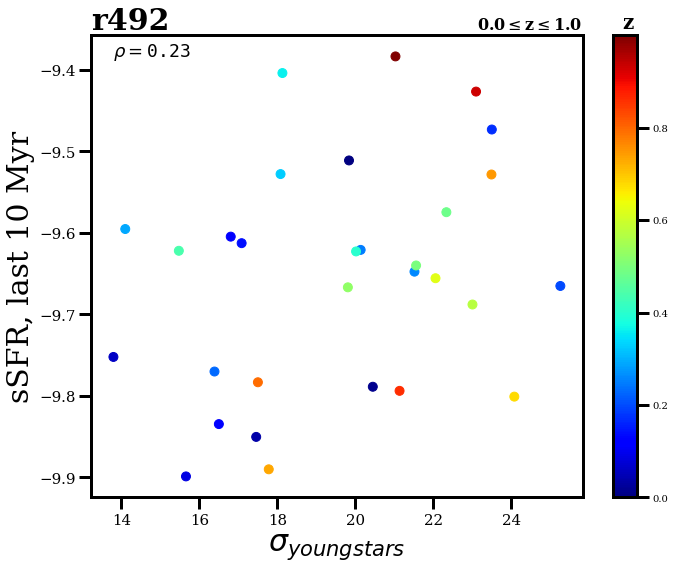 r492
0.0 ≤ z ≤ 1.0
z
ρ = 0.23
sSFR, last 10 Myr
−9.4
−9.5
−9.6
−9.7
−9.8
−9.9
14 16 18 20 22 24
σyoungstars
0.8
0.6
0.4
0.2
0.0